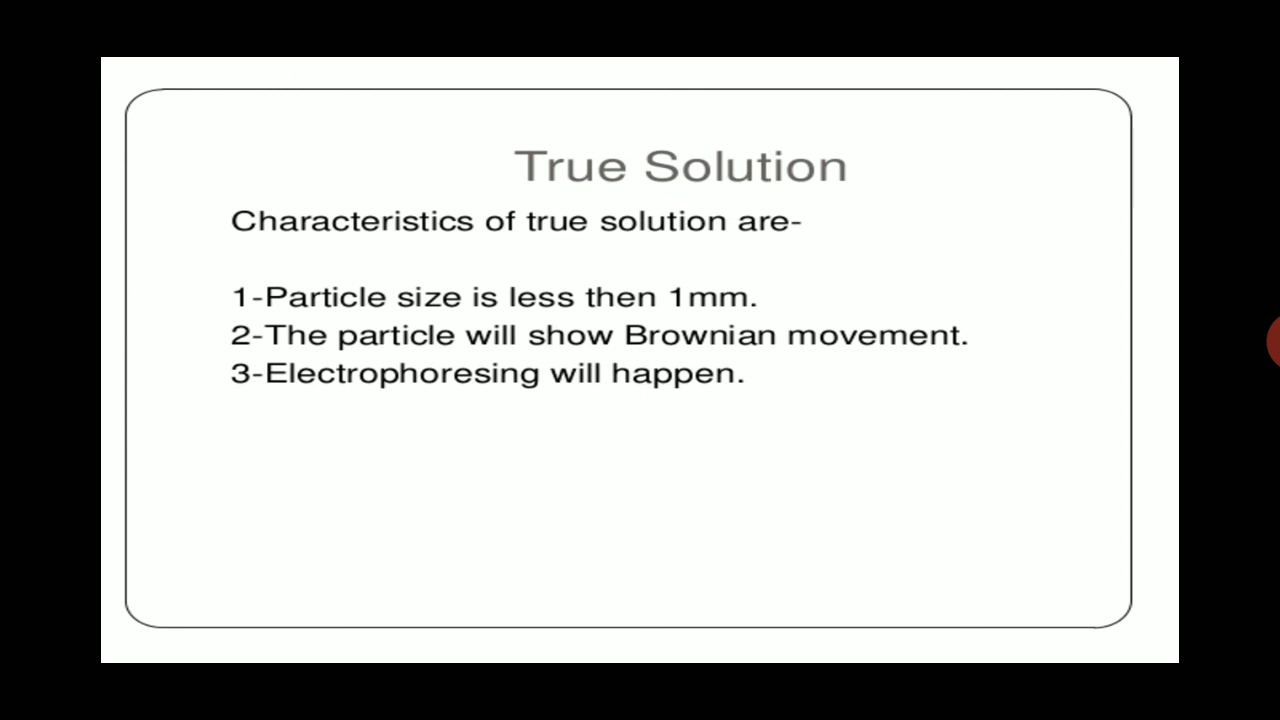 True Solution
Characteristics of true solution are-
1-Particle size is less then 1mm.
2-The particle will show Brownian movement.
3-Electrophoresing will happen.